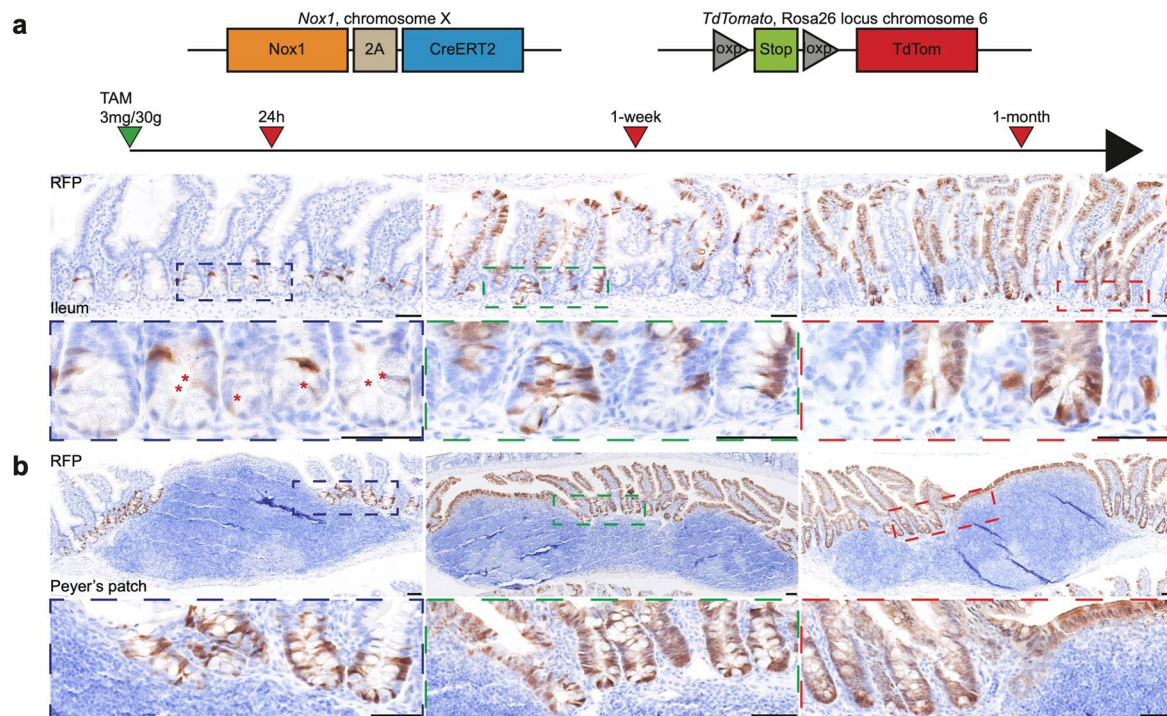 a
Nox1, chromosome X
TdTomato, Rosa26 locus chromosome 6
Nox1
2A
CreERT2
oxp
Stop
oxp
TdTom
TAM
3mg/30g
24h
1-week
1-month
RFP
Ileum
* * * * * *
b
RFP
Peyer's patch